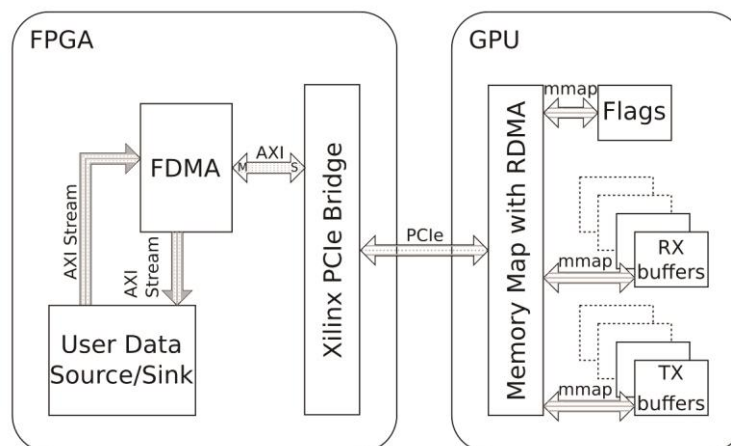 FPGA
GPU
FDMA
AXI
M
S
AXI Stream
AXI
Stream
User Data
Source/Sink
Xilinx PCIe Bridge
PCIe
Memory Map with RDMA
mmap
Flags
mmap
RX
buffers
mmap
TX
buffers